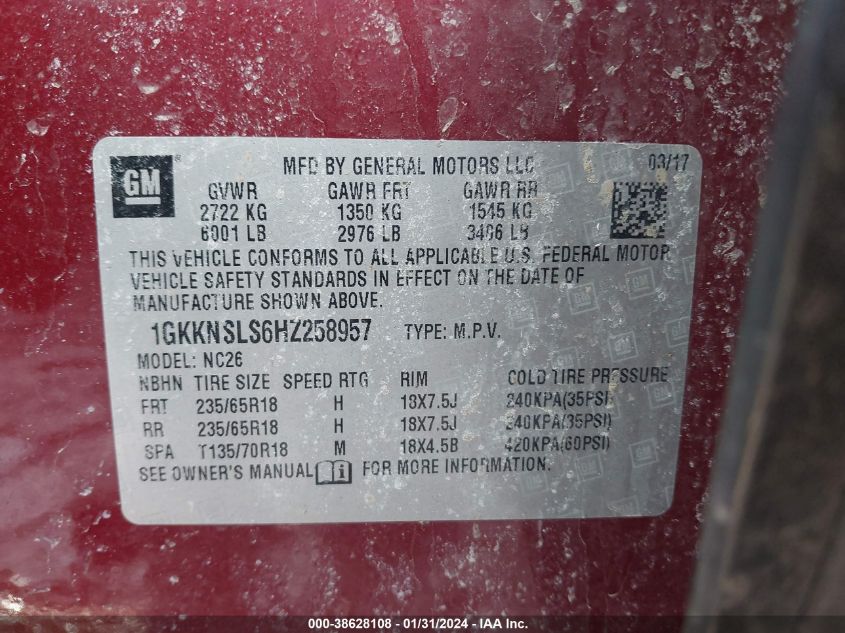 GM
MFD BY GENERAL MOTORS LLC 03/17
GVWR GAWR FRT GAWR RR
2722 KG 1350 KG 1545 KG
6001 LB 2976 LB 3406 LB
THIS VEHICLE CONFORMS TO ALL APPLICABLE U.S. FEDERAL MOTOR
VEHICLE SAFETY STANDARDS IN EFFECT ON THE DATE OF
MANUFACTURE SHOWN ABOVE.
1GKKNSLS6HZ258957 TYPE: M.P.V.
MODEL: NC26
NBHN TIRE SIZE SPEED RTG RIM COLD TIRE PRESSURE
FRT 235/65R18 H 18X7.5J 240KPA(35PSI)
RR 235/65R18 H 18X7.5J 240KPA(35PSI)
SPA T135/70R18 M 18X4.5B 420KPA(60PSI)
SEE OWNER'S MANUAL FOR MORE INFORMATION.
000-38628108 - 01/31/2024 - IAA, Inc.